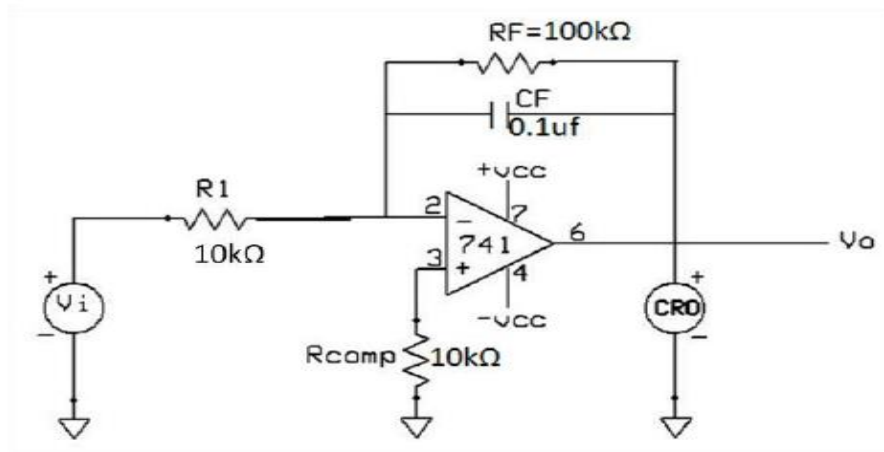 RF=100kΩ
CF
0.1uf
+Vcc
R1
10kΩ
2
-
7
741
6
Vo
3
+
4
-Vcc
+
Vi
-
+
CRO
-
Rcomp
10kΩ